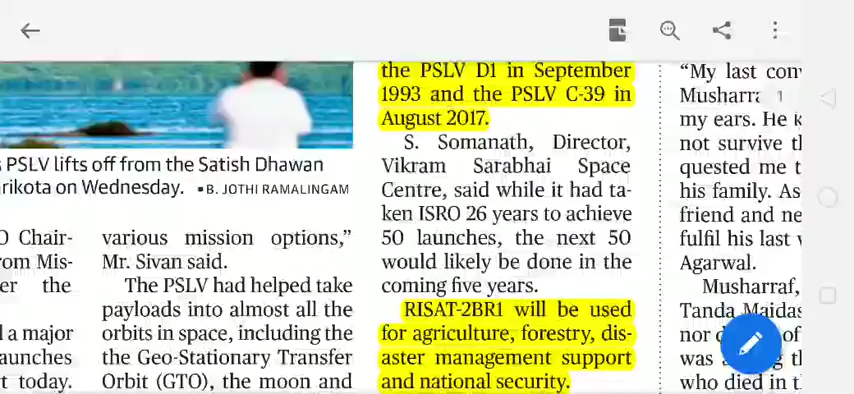 PSLV lifts off from the Satish Dhawan
rikota on Wednesday. ▪B. JOTHI RAMALINGAM
O Chair-
om Mis-
er the
l a major
aunches
t today.
various mission options,”
Mr. Sivan said.
The PSLV had helped take
payloads into almost all the
orbits in space, including the
the Geo-Stationary Transfer
Orbit (GTO), the moon and
the PSLV D1 in September
1993 and the PSLV C-39 in
August 2017.
S. Somanath, Director,
Vikram Sarabhai Space
Centre, said while it had ta-
ken ISRO 26 years to achieve
50 launches, the next 50
would likely be done in the
coming five years.
RISAT-2BR1 will be used
for agriculture, forestry, dis-
aster management support
and national security.
“My last con
Musharra
my ears. He k
not survive t
quested me t
his family. As
friend and ne
fulfil his last
Agarwal.
Musharraf,
Tanda Maidas
nor of
was g t
who died in t